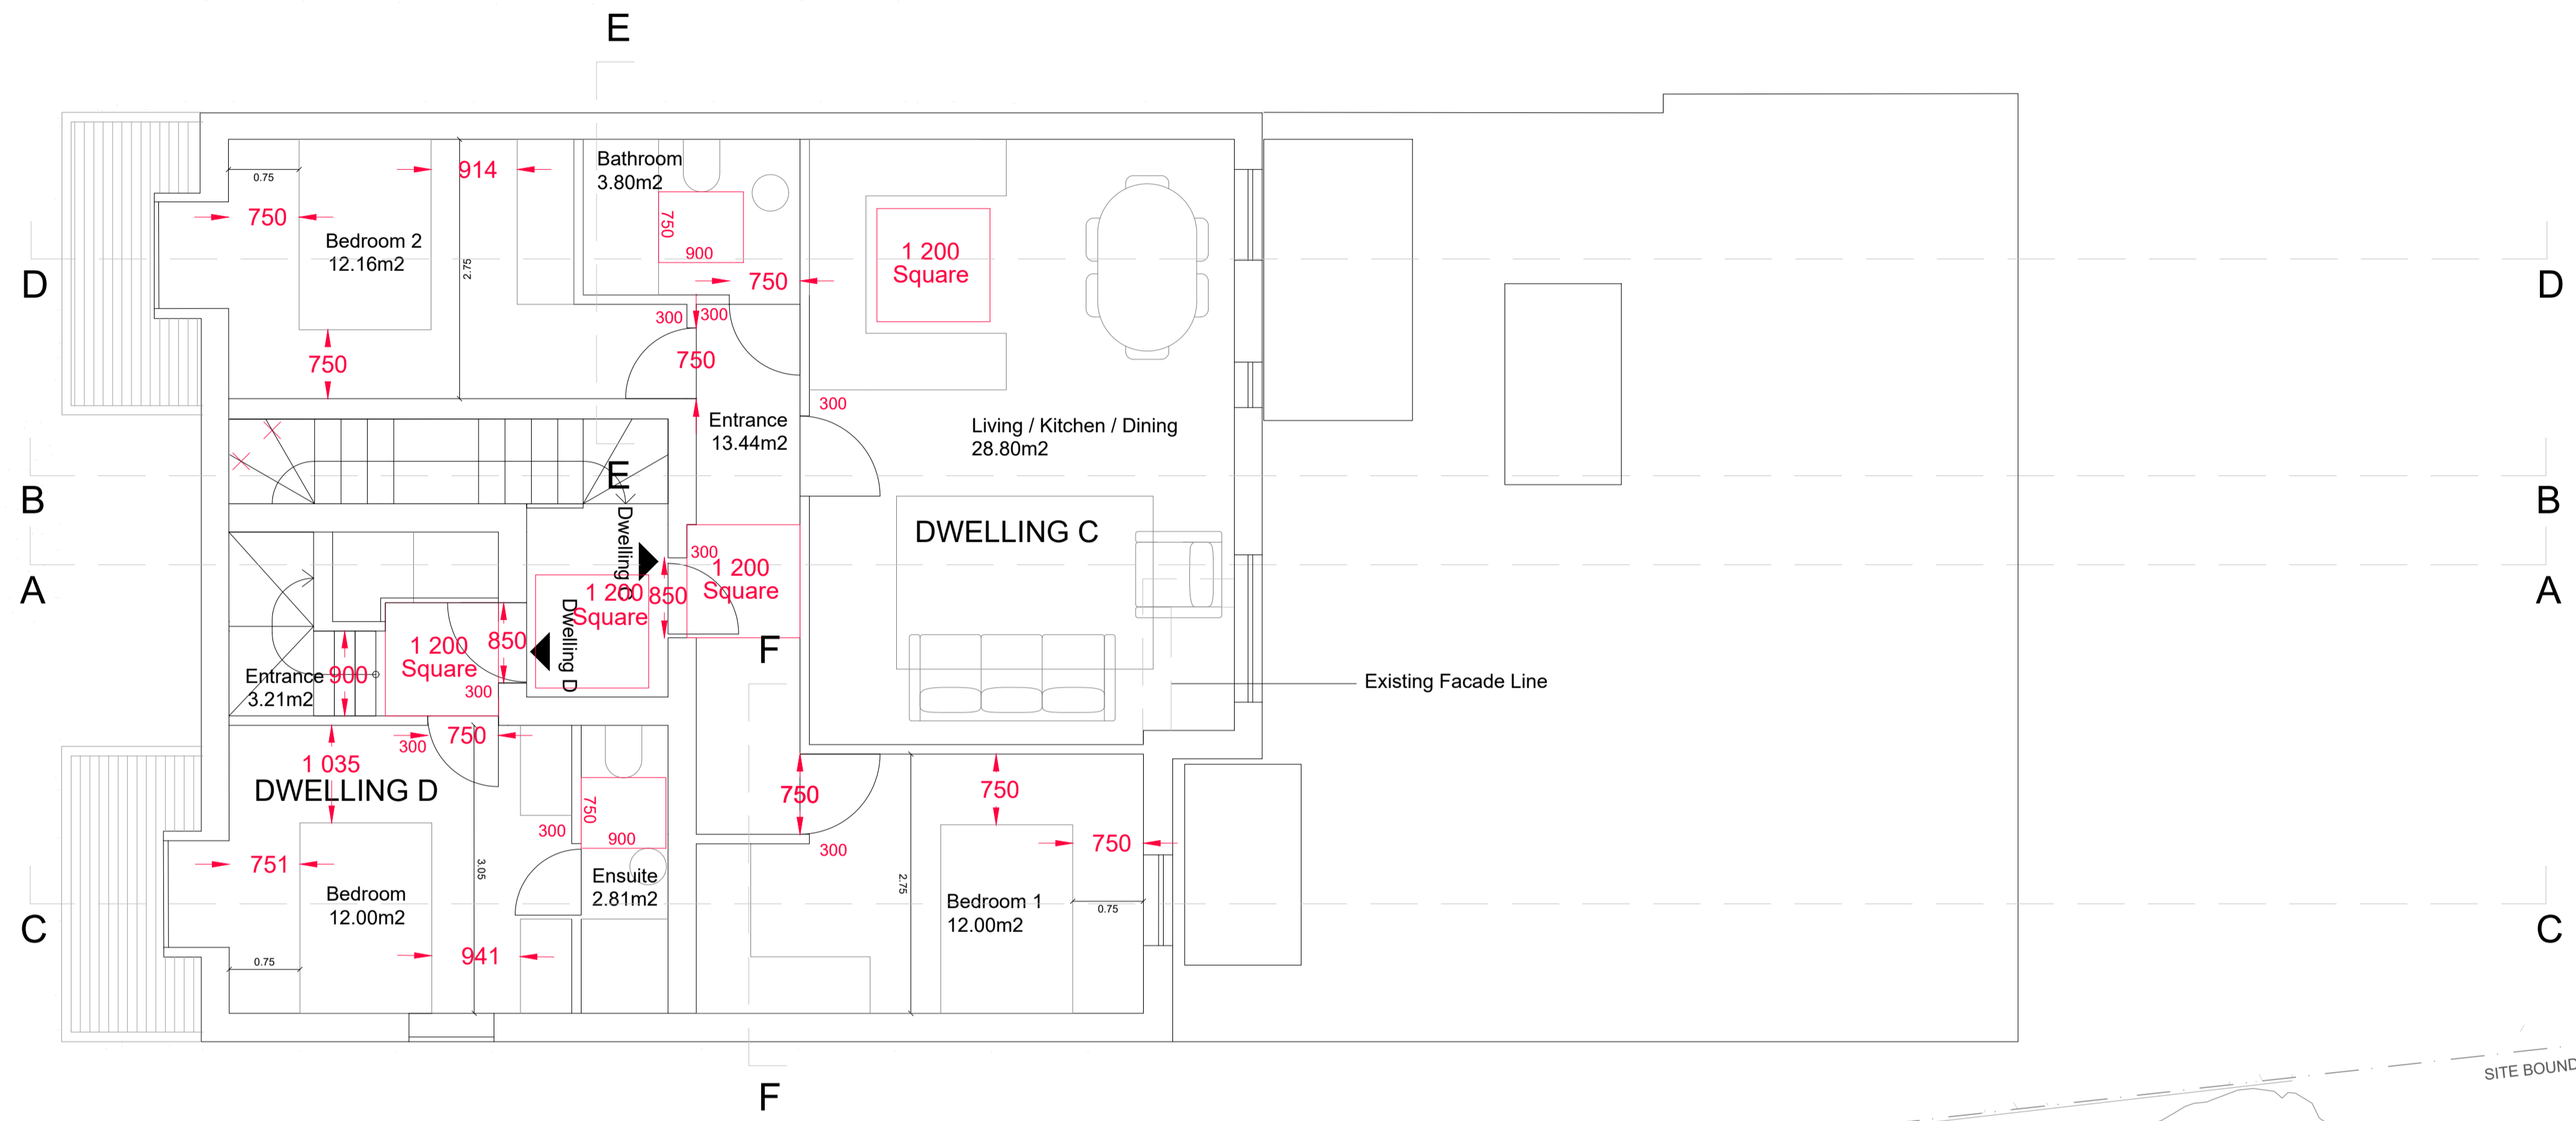 E
0.75
914
Bathroom
3.80m2
750
Bedroom 2
12.16m2
2.75
750
900
750
1 200
Square
D
D
300
300
750
750
300
Entrance
13.44m2
Living / Kitchen / Dining
28.80m2
B
E
B
Dwelling C
DWELLING C
300
1 200
Square
850
1 200
Square
A
A
Dwelling D
850
1 200
Square
300
F
Entrance
3.21m2
900
Existing Facade Line
300
750
1 035
DWELLING D
750
750
750
300
900
300
750
751
3.05
Bedroom
12.00m2
Ensuite
2.81m2
2.75
Bedroom 1
12.00m2
0.75
C
C
0.75
941
F
SITE BOUND